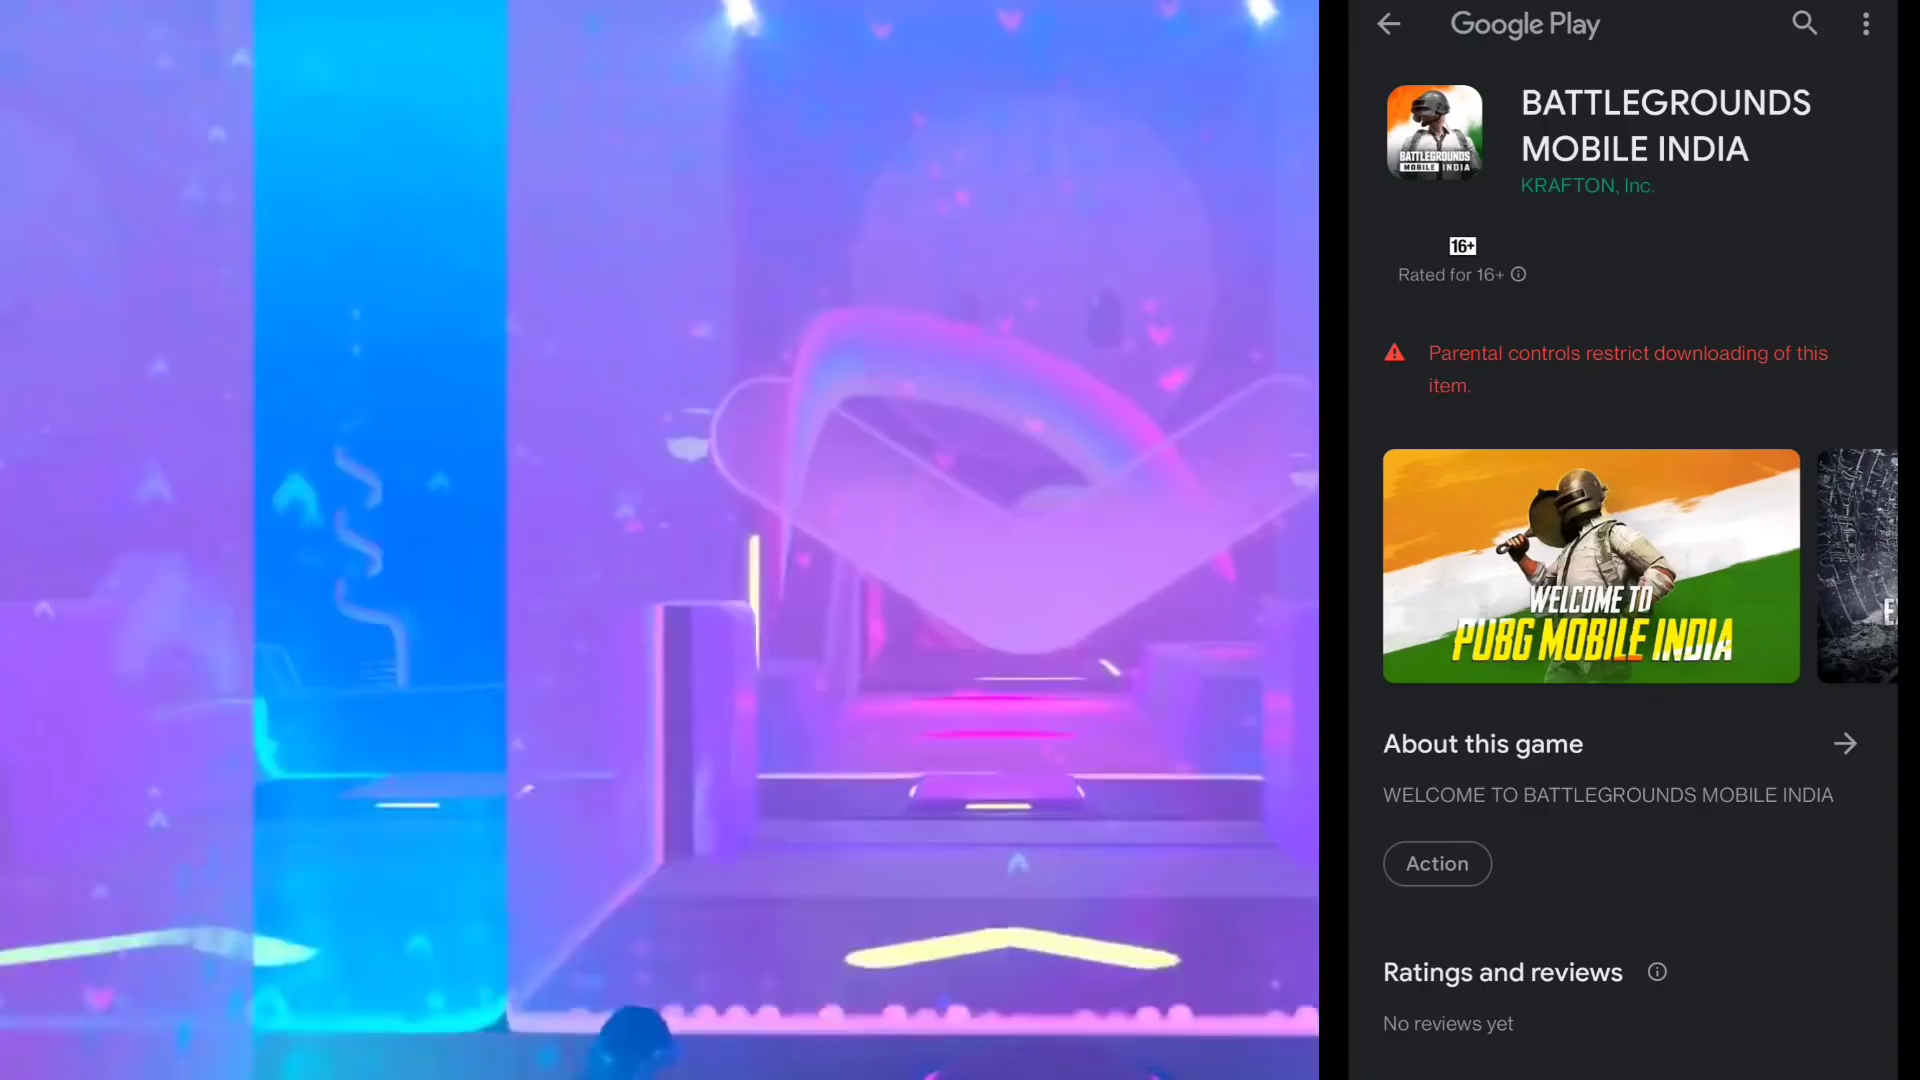 Google Play
BATTLEGROUNDS
MOBILE INDIA
BATTLEGROUNDS
MOBILE INDIA
KRAFTON, Inc.
16+
Rated for 16+
Parental controls restrict downloading of this
item.
WELCOME TO
PUBG MOBILE INDIA
About this game
WELCOME TO BATTLEGROUNDS MOBILE INDIA
Action
Ratings and reviews
No reviews yet